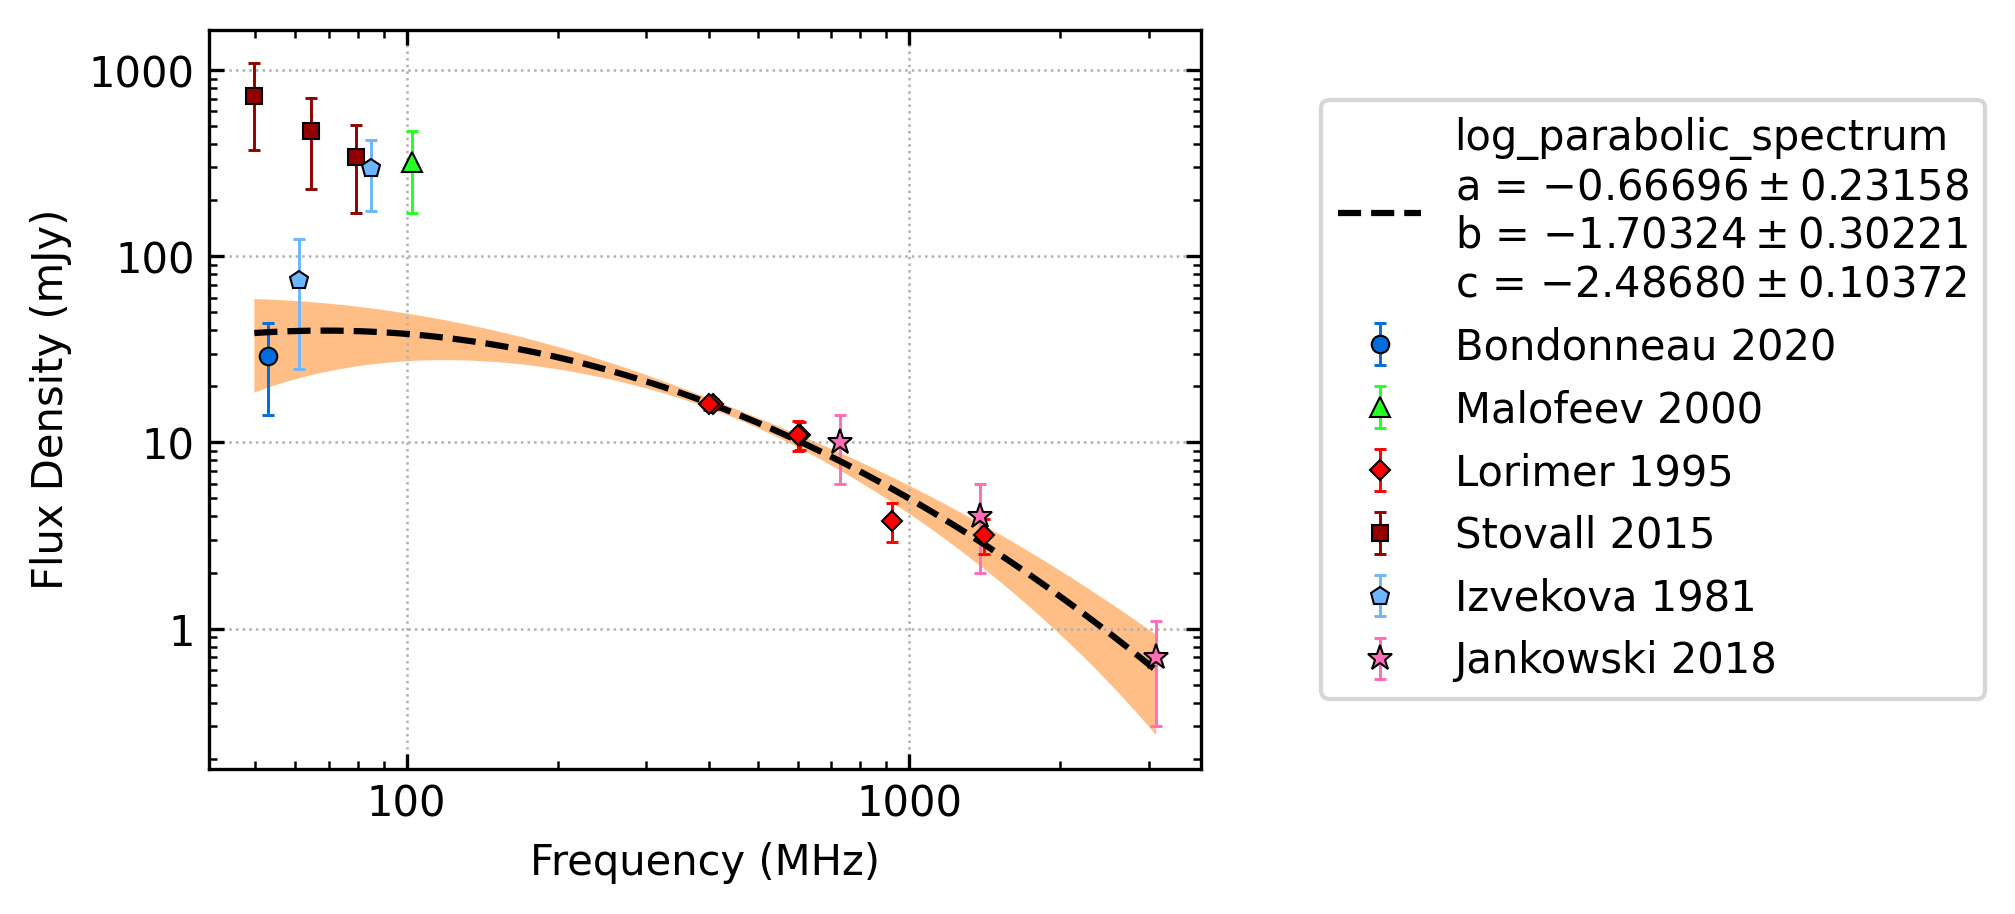 1000
100
10
1
100
1000
Flux Density (mJy)
Frequency (MHz)
log_parabolic_spectrum
a = −0.66696 ± 0.23158
b = −1.70324 ± 0.30221
c = −2.48680 ± 0.10372
Bondonneau 2020
Malofeev 2000
Lorimer 1995
Stovall 2015
Izvekova 1981
Jankowski 2018